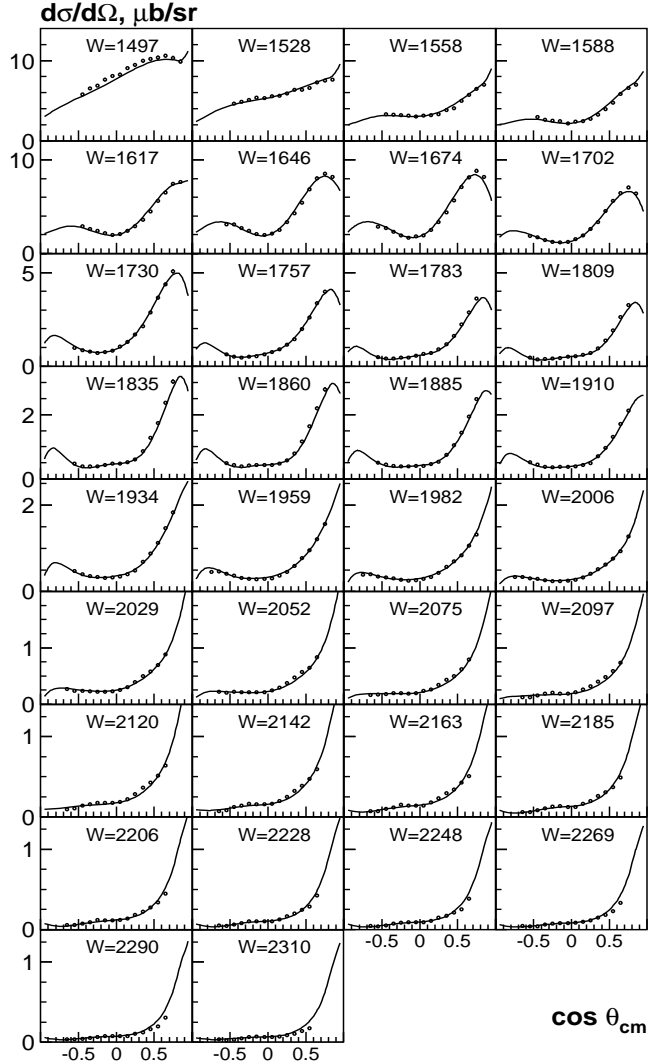 dσ/dΩ, μb/sr
10 W=1497 W=1528 W=1558 W=1588
0
10 W=1617 W=1646 W=1674 W=1702
0
5 W=1730 W=1757 W=1783 W=1809
0
W=1835 W=1860 W=1885 W=1910
2
0
2 W=1934 W=1959 W=1982 W=2006
0
W=2029 W=2052 W=2075 W=2097
1
0
1 W=2120 W=2142 W=2163 W=2185
0
1 W=2206 W=2228 W=2248 W=2269
0
-0.5 0 0.5 -0.5 0 0.5
1 W=2290 W=2310
0
-0.5 0 0.5 -0.5 0 0.5
cos θcm